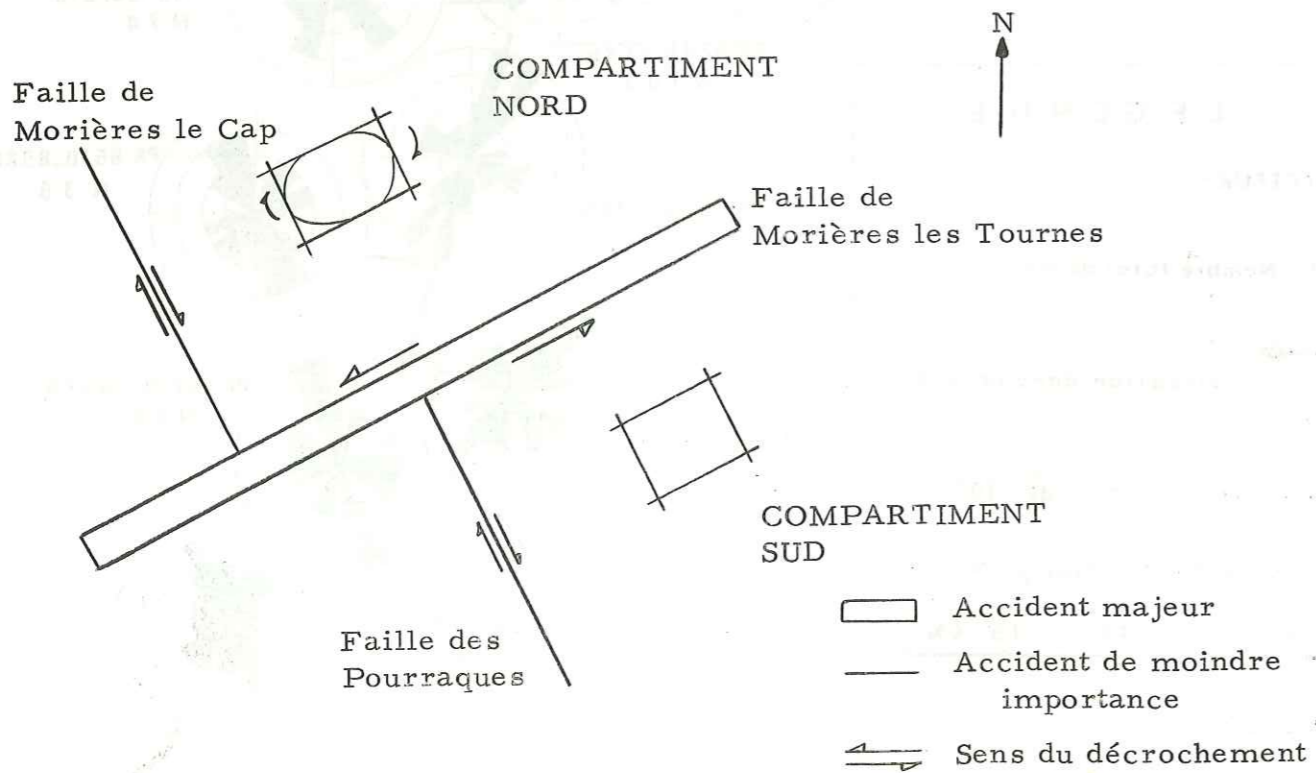 N
COMPARTIMENT
NORD
Faille de
Morières le Cap
Faille de
Morières les Tournes
COMPARTIMENT
SUD
Faille des
Pourraques
Accident majeur
Accident de moindre
importance
Sens du décrochement